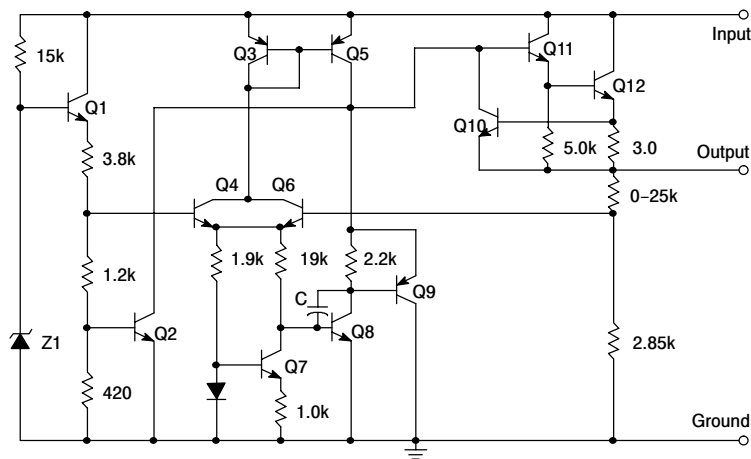 Input
15k
Q3
Q5
Q11
Q12
Q1
Q10
5.0k
3.0
Output
3.8k
0–25k
Q4
Q6
1.9k
19k
2.2k
1.2k
C
Q9
Q2
Q8
Z1
2.85k
Q7
420
1.0k
Ground